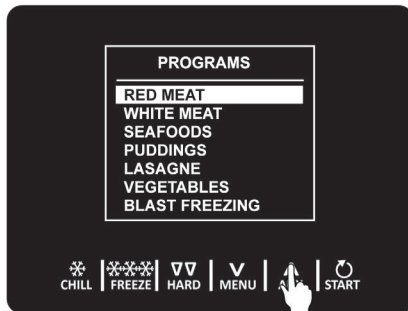 PROGRAMS
RED MEAT
WHITE MEAT
SEAFOODS
PUDDINGS
LASAGNE
VEGETABLES
BLAST FREEZING
CHILL FREEZE HARD MENU START